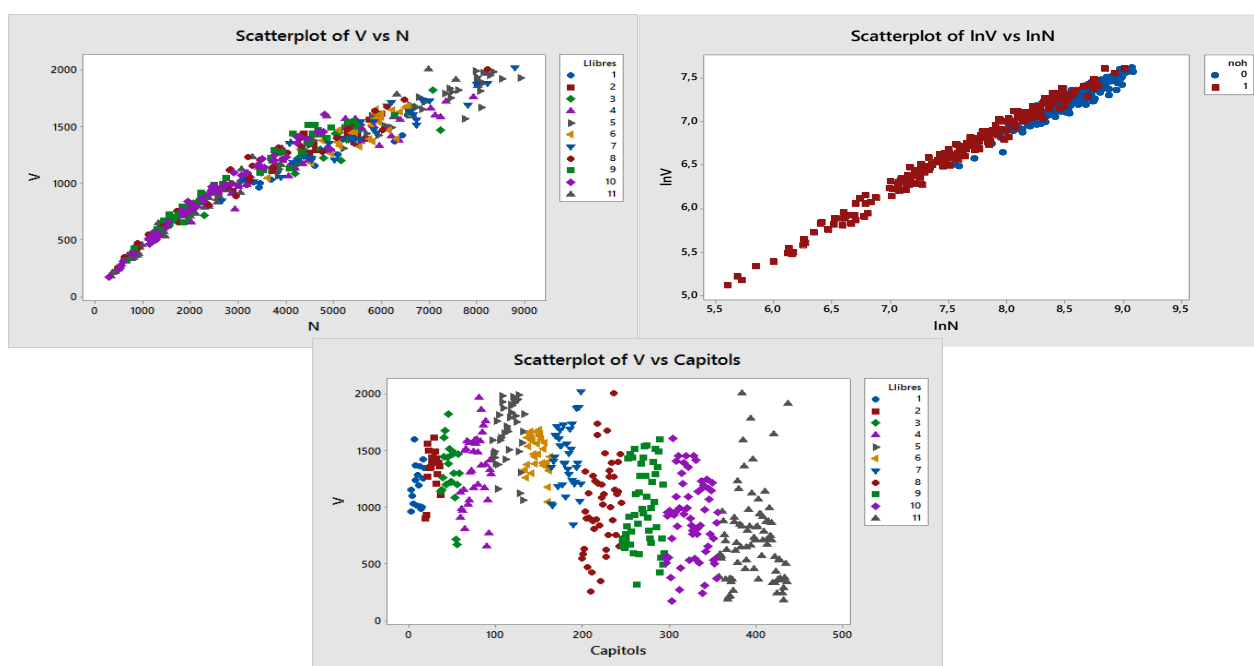 Scatterplot of V vs N
2000
1500
1000
500
0
V
0 1000 2000 3000 4000 5000 6000 7000 8000 9000
N
Llibres
1
2
3
4
5
6
7
8
9
10
11
Scatterplot of lnV vs lnN
7,5
7,0
6,5
6,0
5,5
5,0
lnV
5,5 6,0 6,5 7,0 7,5 8,0 8,5 9,0 9,5
lnN
noh
0
1
Scatterplot of V vs Capitols
2000
1500
1000
500
0
V
0 100 200 300 400 500
Capitols
Llibres
1
2
3
4
5
6
7
8
9
10
11